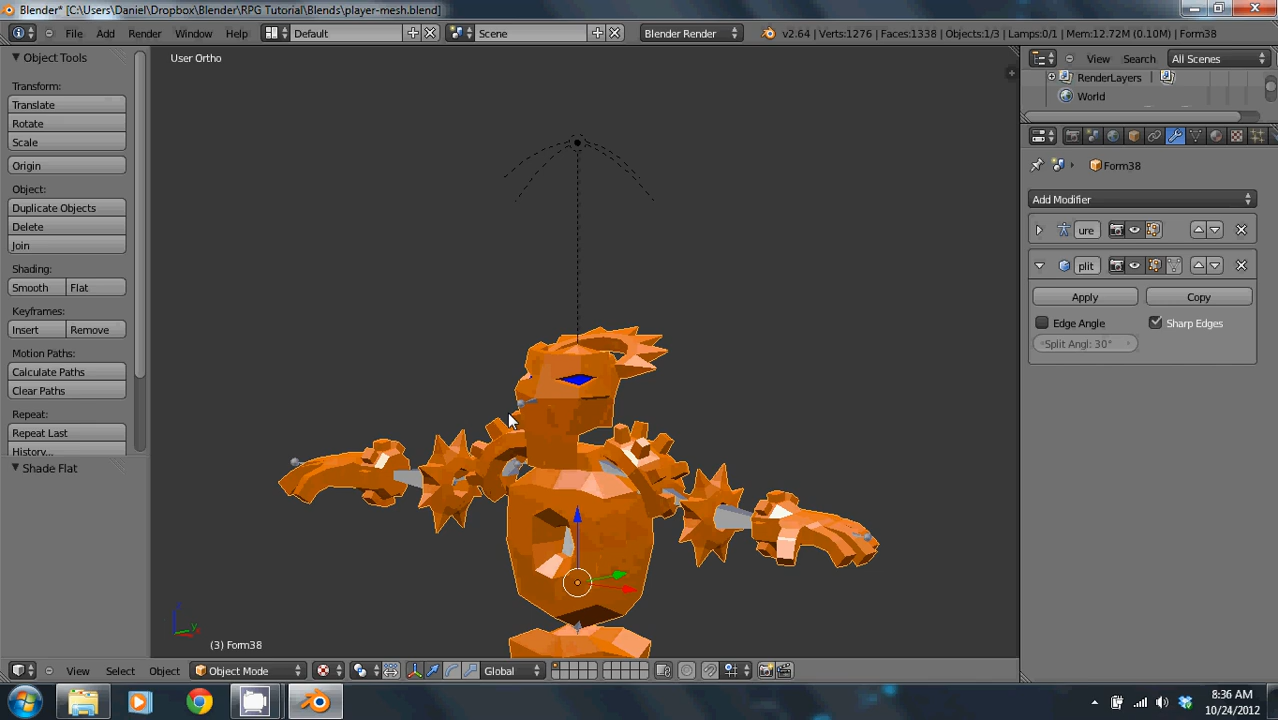 Blender* [C:\Users\Daniel\Dropbox\Blender\RPG Tutorial\Blends\player-mesh.blend]
File Add Render Window Help Default Scene Blender Render v2.64 | Verts:1276 | Faces:1338 | Objects:1/3 | Lamps:0/1 | Mem:12.72M (0.10M) | Form38
Object Tools
Transform:
Translate
Rotate
Scale
Origin
Object:
Duplicate Objects
Delete
Join
Shading:
Smooth Flat
Keyframes:
Insert Remove
Motion Paths:
Calculate Paths
Clear Paths
Repeat:
Repeat Last
History...
Shade Flat
User Ortho
z
y
x
(3) Form38
View Search All Scenes
RenderLayers |
World
Form38
Add Modifier
ure
plit
Apply Copy
Edge Angle Sharp Edges
Split Angl: 30°
View Select Object Object Mode Global
8:36 AM
10/24/2012